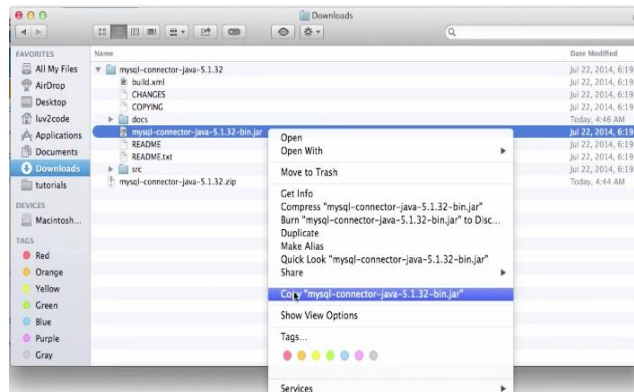 Downloads
FAVORITES
All My Files
AirDrop
Desktop
luv2code
Applications
Documents
Downloads
tutorials
DEVICES
Macintosh...
TAGS
Red
Orange
Yellow
Green
Blue
Purple
Gray
Name Date Modified
mysql-connector-java-5.1.32 Jul 22, 2014, 6:19
build.xml Jul 22, 2014, 6:19
CHANGES Jul 22, 2014, 6:19
COPYING Jul 22, 2014, 6:19
docs Today, 4:46 AM
mysql-connector-java-5.1.32-bin.jar Jul 22, 2014, 6:19
README Jul 22, 2014, 6:19
README.txt Jul 22, 2014, 6:19
src Jul 22, 2014, 6:19
mysql-connector-java-5.1.32.zip Today, 4:44 AM
Open
Open With
Move to Trash
Get Info
Compress "mysql-connector-java-5.1.32-bin.jar"
Burn "mysql-connector-java-5.1.32-bin.jar" to Disc...
Duplicate
Make Alias
Quick Look "mysql-connector-java-5.1.32-bin.jar"
Share
Copy "mysql-connector-java-5.1.32-bin.jar"
Show View Options
Tags...
Services